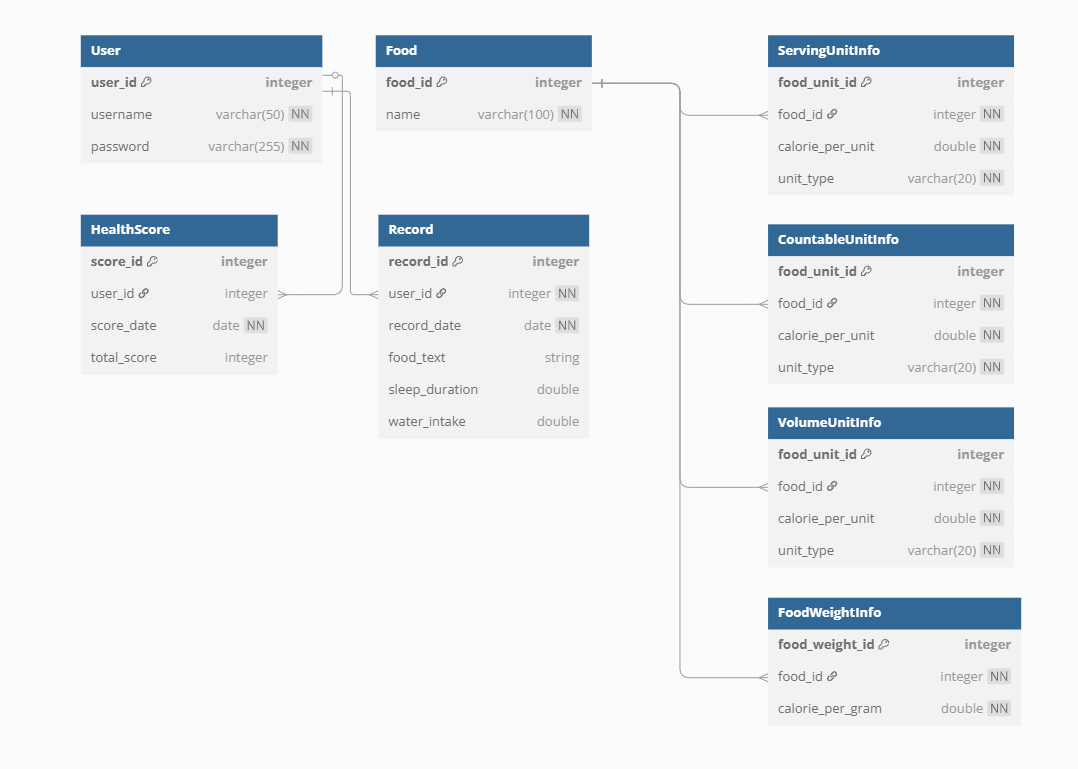 User
user_id integer
username varchar(50) NN
password varchar(255) NN
Food
food_id integer
name varchar(100) NN
ServingUnitInfo
food_unit_id integer
food_id integer NN
calorie_per_unit double NN
unit_type varchar(20) NN
HealthScore
score_id integer
user_id integer
score_date date NN
total_score integer
Record
record_id integer
user_id integer NN
record_date date NN
food_text string
sleep_duration double
water_intake double
CountableUnitInfo
food_unit_id integer
food_id integer NN
calorie_per_unit double NN
unit_type varchar(20) NN
VolumeUnitInfo
food_unit_id integer
food_id integer NN
calorie_per_unit double NN
unit_type varchar(20) NN
FoodWeightInfo
food_weight_id integer
food_id integer NN
calorie_per_gram double NN